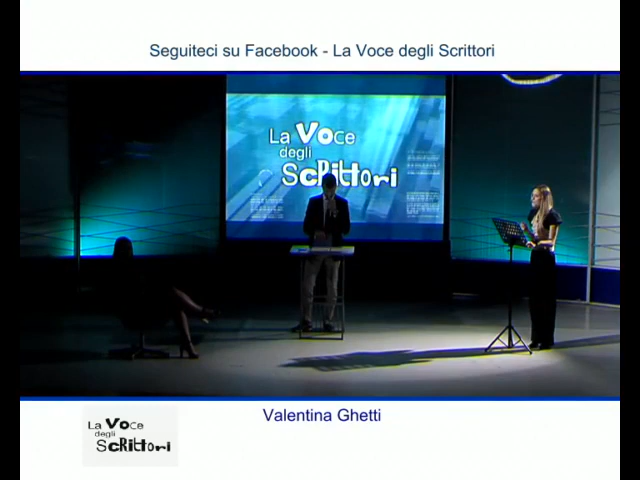 Seguiteci su Facebook - La Voce degli Scrittori
La Voce
degli
Scrittori
Valentina Ghetti
La Voce
degli
Scrittori